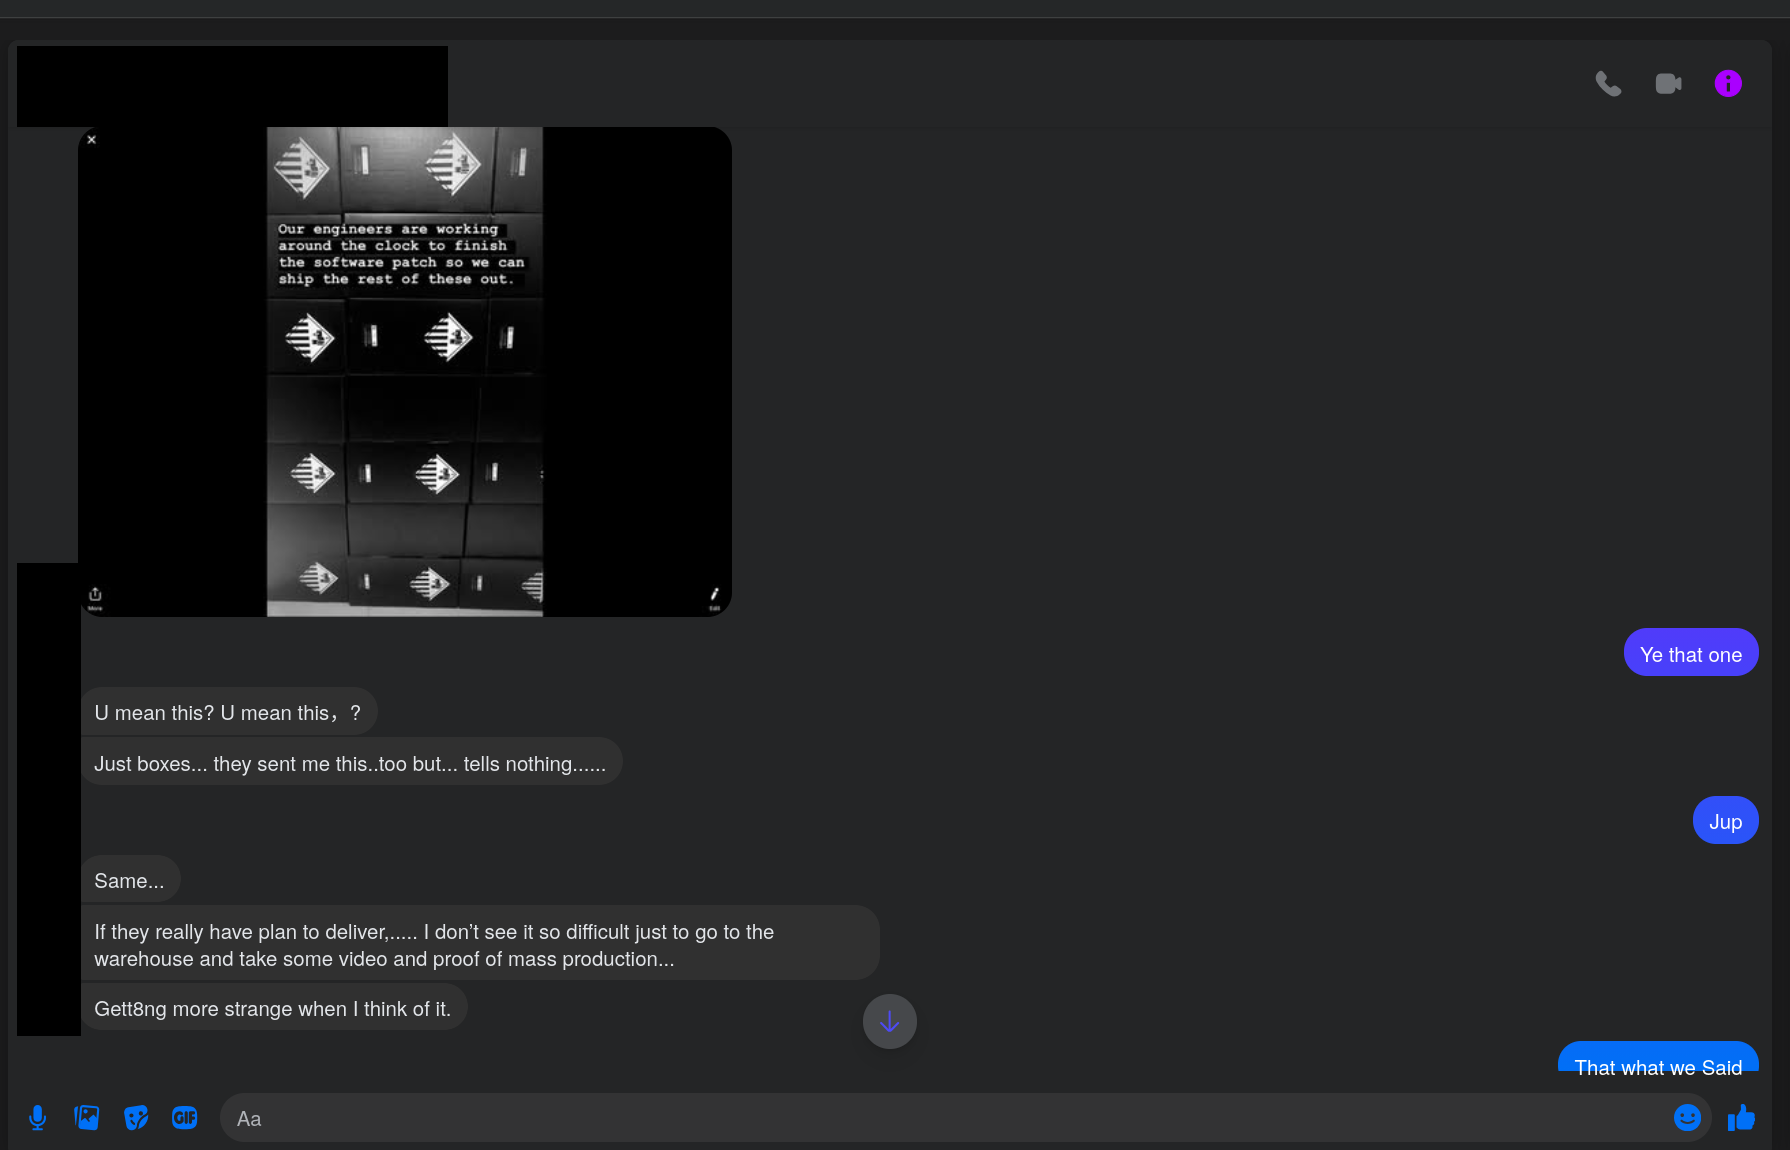 Our engineers are working
around the clock to finish
the software patch so we can
ship the rest of these out.
More
Edit
Ye that one
U mean this? U mean this，?
Just boxes... they sent me this..too but... tells nothing......
Jup
Same...
If they really have plan to deliver,..... I don’t see it so difficult just to go to the
warehouse and take some video and proof of mass production...
Gett8ng more strange when I think of it.
That what we Said
GIF
Aa